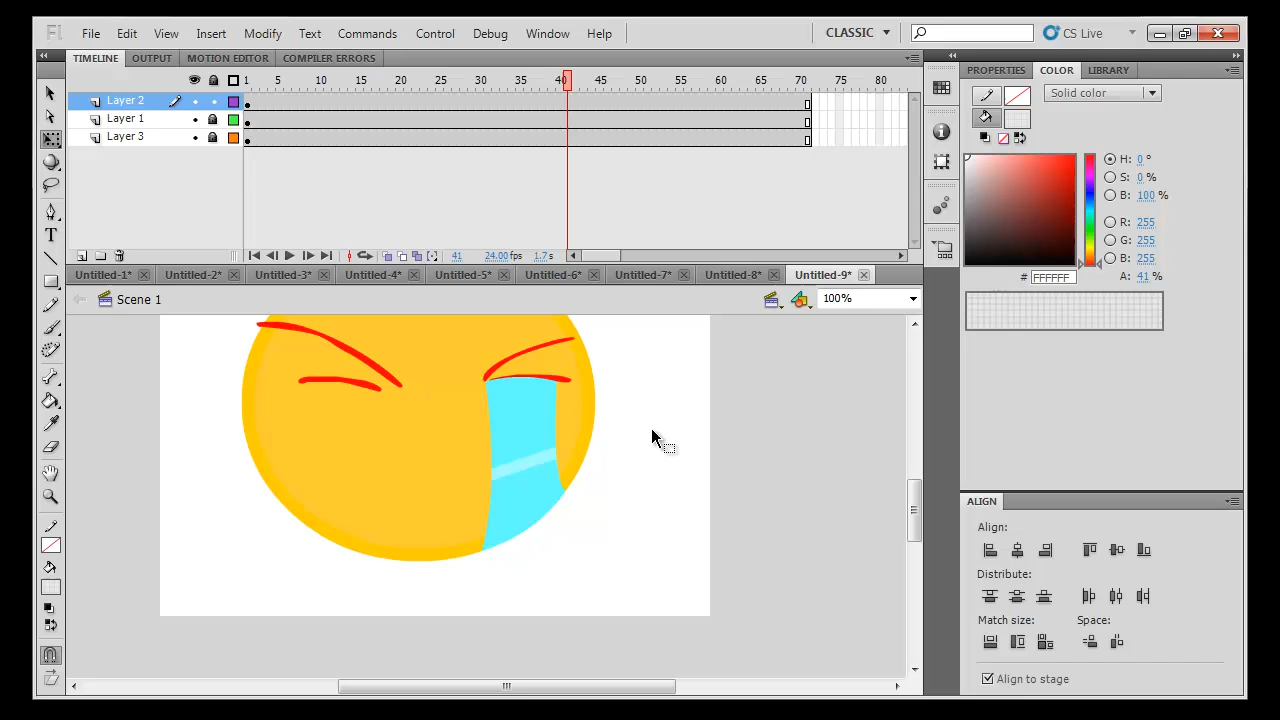 Fl File Edit View Insert Modify Text Commands Control Debug Window Help CLASSIC CS Live
TIMELINE OUTPUT MOTION EDITOR COMPILER ERRORS
1 5 10 15 20 25 30 35 40 45 50 55 60 65 70 75 80
Layer 2
Layer 1
Layer 3
41 24.00fps 1.7s
Untitled-1* Untitled-2* Untitled-3* Untitled-4* Untitled-5* Untitled-6* Untitled-7* Untitled-8* Untitled-9*
Scene 1 100%
PROPERTIES COLOR LIBRARY
Solid color
H: 0 °
S: 0 %
B: 100 %
R: 255
G: 255
B: 255
# FFFFFF A: 41 %
ALIGN
Align:
Distribute:
Match size: Space:
Align to stage